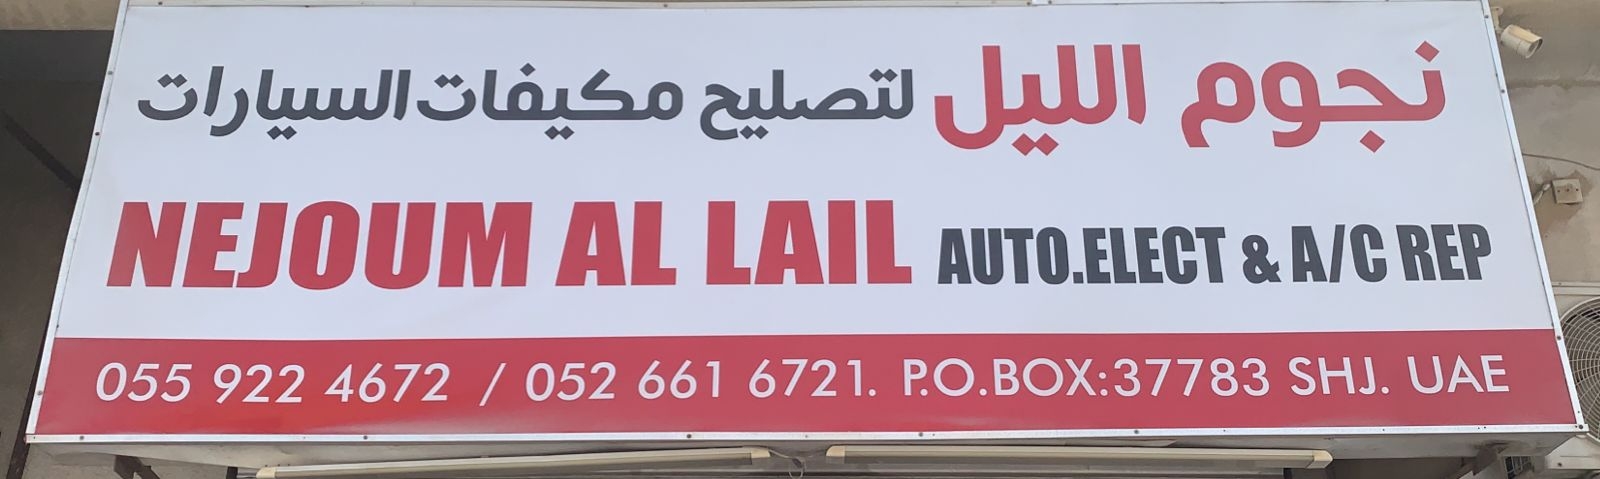 نجوم الليل لتصليح مكيفات السيارات
NEJOUM AL LAIL AUTO.ELECT & A/C REP
055 922 4672 / 052 661 6721. P.O.BOX:37783 SHJ. UAE